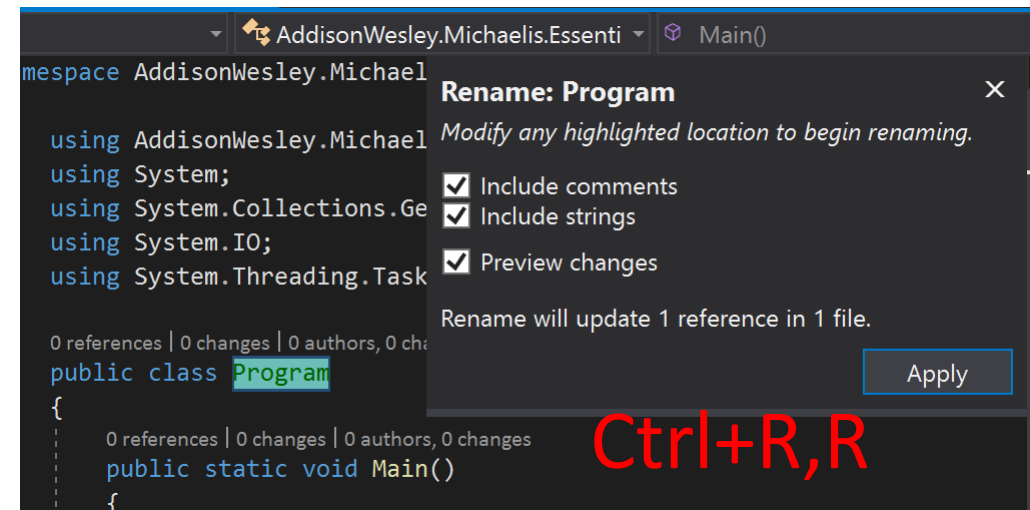 AddisonWesley.Michaelis.Essenti Main()
mespace AddisonWesley.Michael
using AddisonWesley.Michael
using System;
using System.Collections.Ge
using System.IO;
using System.Threading.Task
0 references | 0 changes | 0 authors, 0 cha
public class Program
{
0 references | 0 changes | 0 authors, 0 changes
public static void Main()
{
Rename: Program
Modify any highlighted location to begin renaming.
Include comments
Include strings
Preview changes
Rename will update 1 reference in 1 file.
Apply
Ctrl+R,R